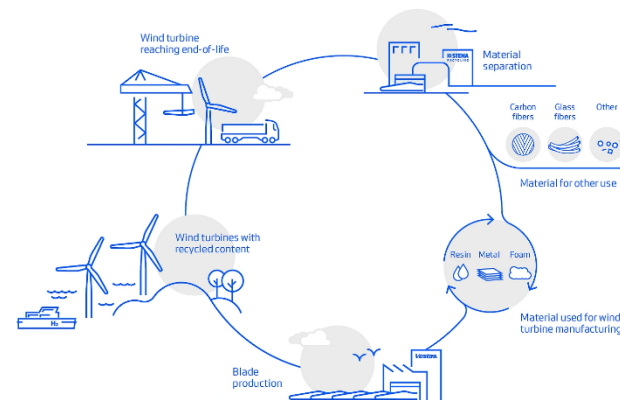 Wind turbine
reaching end-of-life
STENA
RECYCLING
Material
separation
Carbon
fibers
Glass
fibers
Other
Material for other use
Resin
Metal
Foam
Material used for wind
turbine manufacturing
Vestas
Blade
production
Wind turbines with
recycled content
H₂